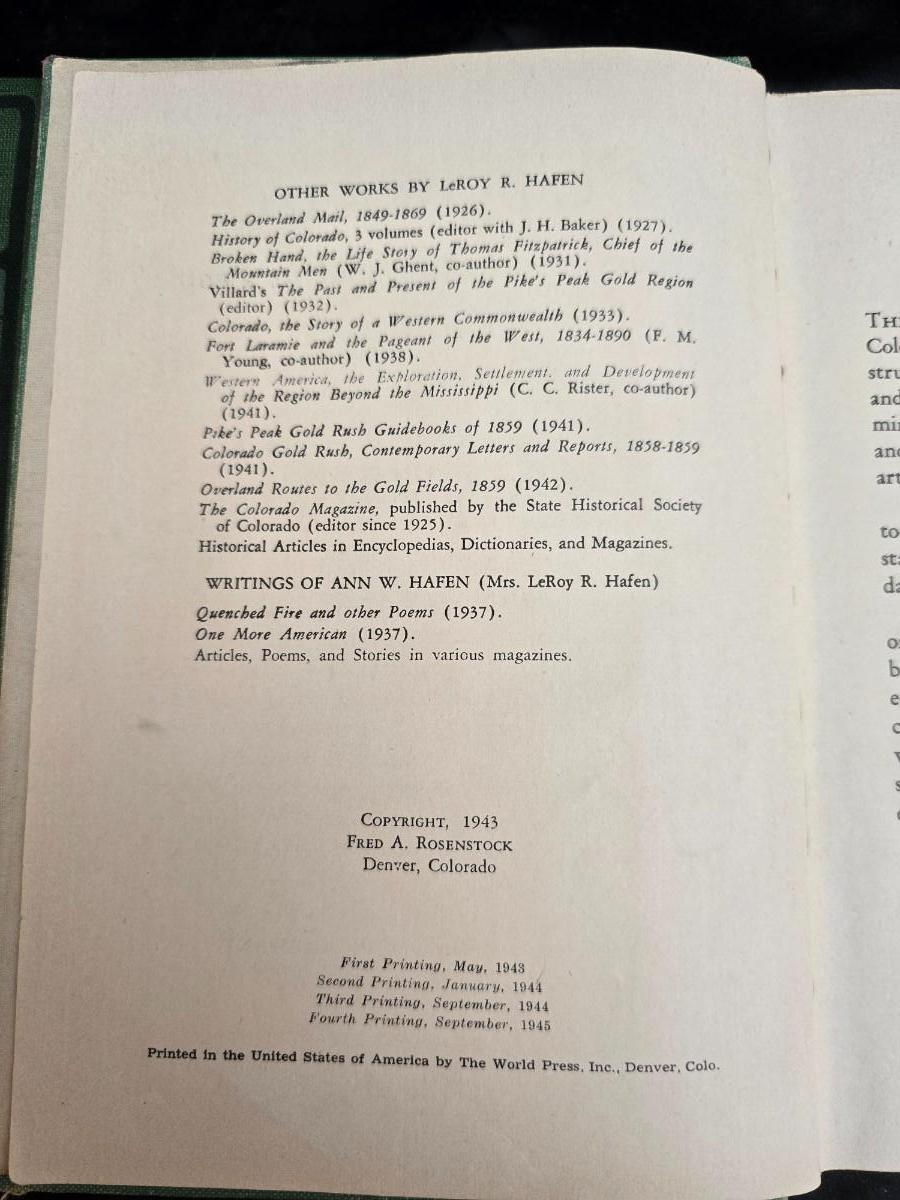 OTHER WORKS BY LeROY R. HAFEN
The Overland Mail, 1849-1869 (1926).
History of Colorado, 3 volumes (editor with J. H. Baker) (1927).
Broken Hand, the Life Story of Thomas Fitzpatrick, Chief of the
Mountain Men (W. J. Ghent, co-author) (1931).
Villard's The Past and Present of the Pike's Peak Gold Region
(editor) (1932).
Colorado, the Story of a Western Commonwealth (1933).
Fort Laramie and the Pageant of the West, 1834-1890 (F. M.
Young, co-author) (1938).
Western America, the Exploration, Settlement, and Development
of the Region Beyond the Mississippi (C. C. Rister, co-author)
(1941).
Pike's Peak Gold Rush Guidebooks of 1859 (1941).
Colorado Gold Rush, Contemporary Letters and Reports, 1858-1859
(1941).
Overland Routes to the Gold Fields, 1859 (1942).
The Colorado Magazine, published by the State Historical Society
of Colorado (editor since 1925).
Historical Articles in Encyclopedias, Dictionaries, and Magazines.
WRITINGS OF ANN W. HAFEN (Mrs. LeRoy R. Hafen)
Quenched Fire and other Poems (1937).
One More American (1937).
Articles, Poems, and Stories in various magazines.
COPYRIGHT, 1943
FRED A. ROSENSTOCK
Denver, Colorado
First Printing, May, 1943
Second Printing, January, 1944
Third Printing, September, 1944
Fourth Printing, September, 1945
Printed in the United States of America by The World Press, Inc., Denver, Colo.